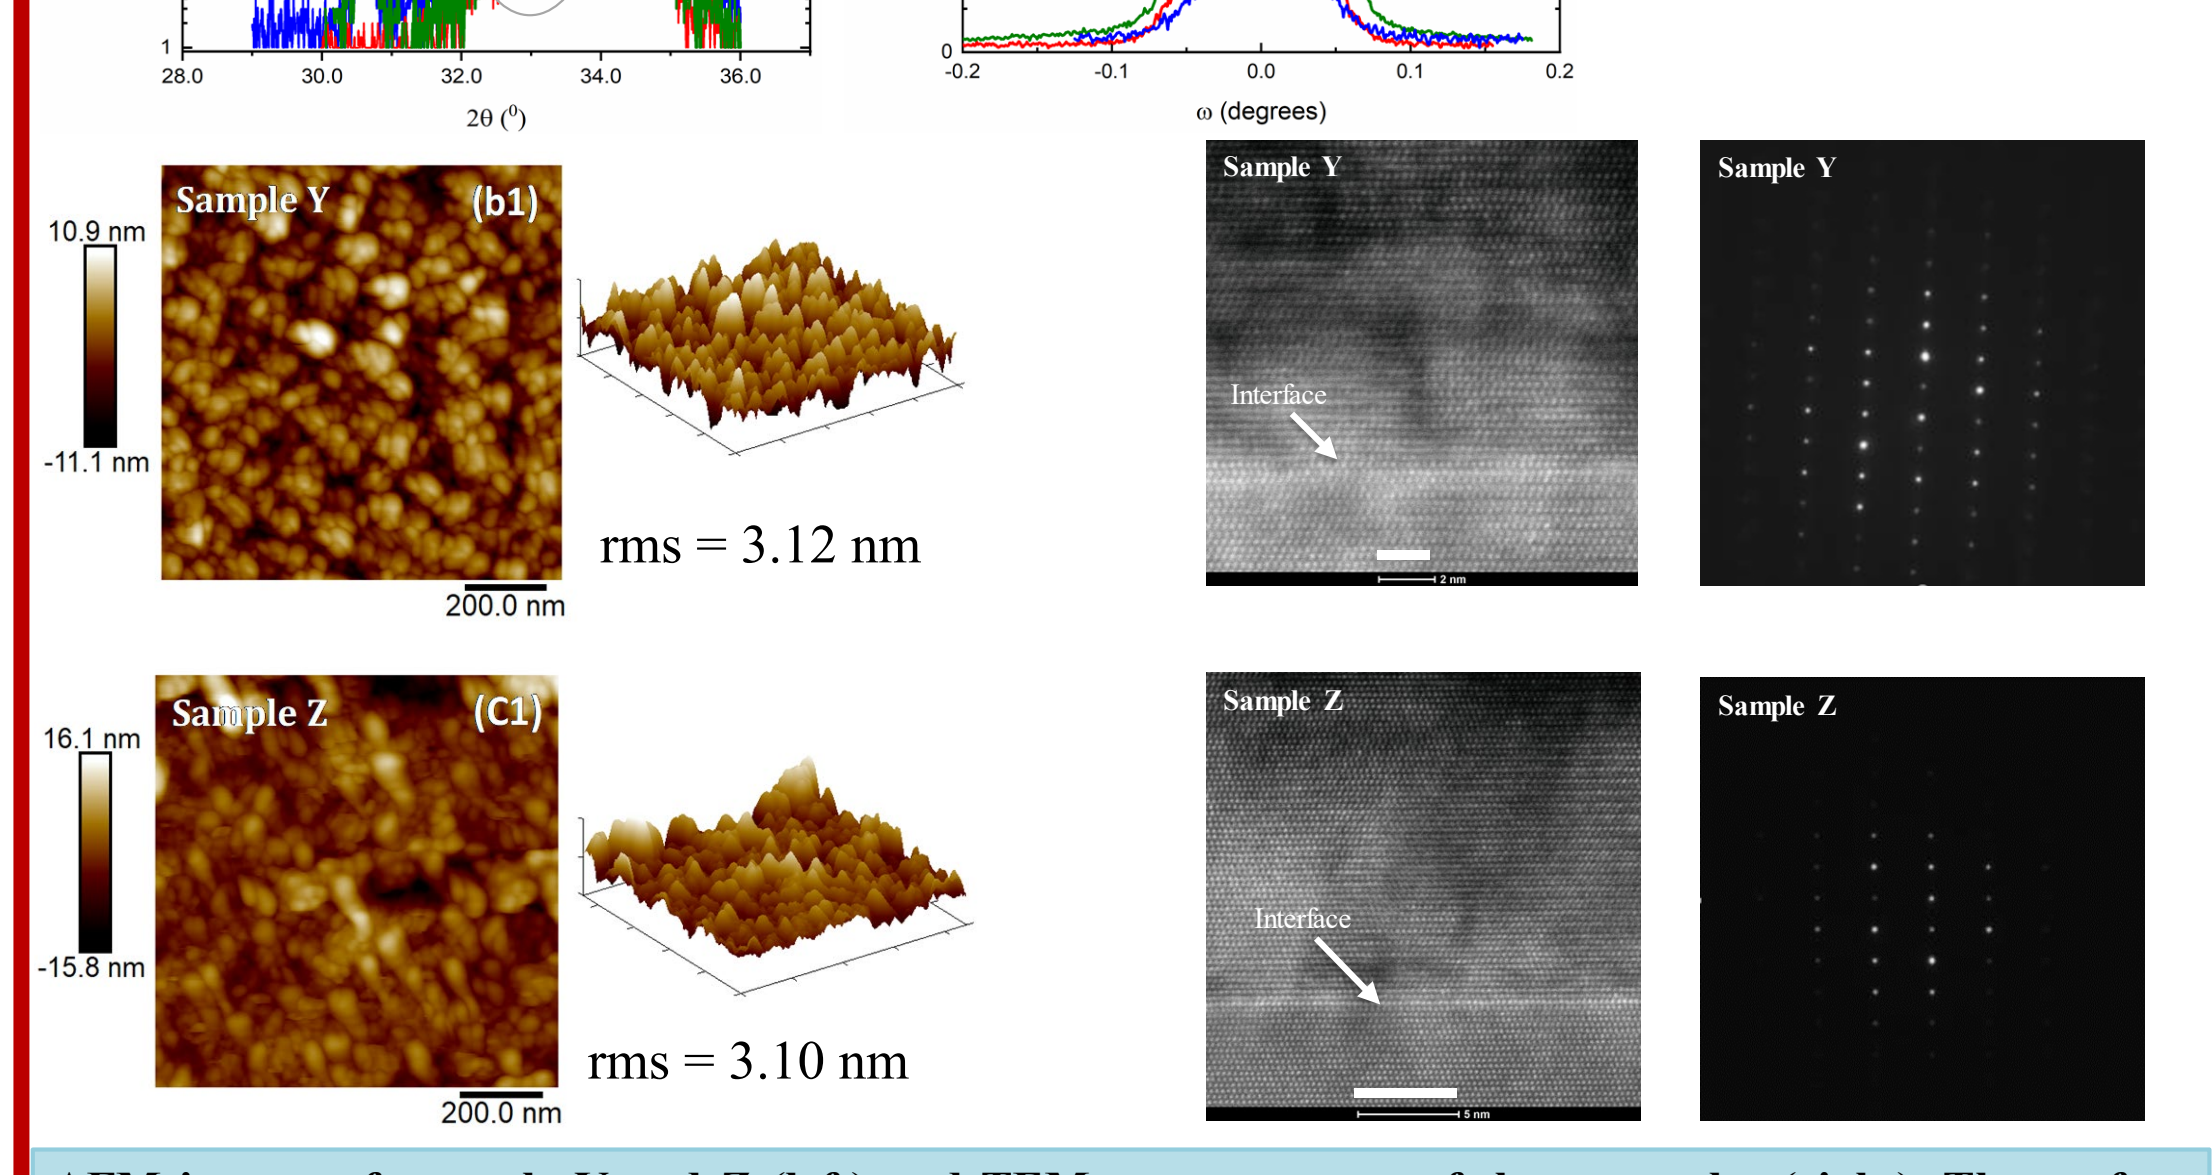 1
28.0 30.0 32.0 34.0 36.0
2θ (⁰)
0
-0.2 -0.1 0.0 0.1 0.2
ω (degrees)
Sample Y (b1)
10.9 nm
-11.1 nm
200.0 nm
rms = 3.12 nm
Sample Y
Interface
2 nm
Sample Y
Sample Z (C1)
16.1 nm
-15.8 nm
200.0 nm
rms = 3.10 nm
Sample Z
Interface
5 nm
Sample Z